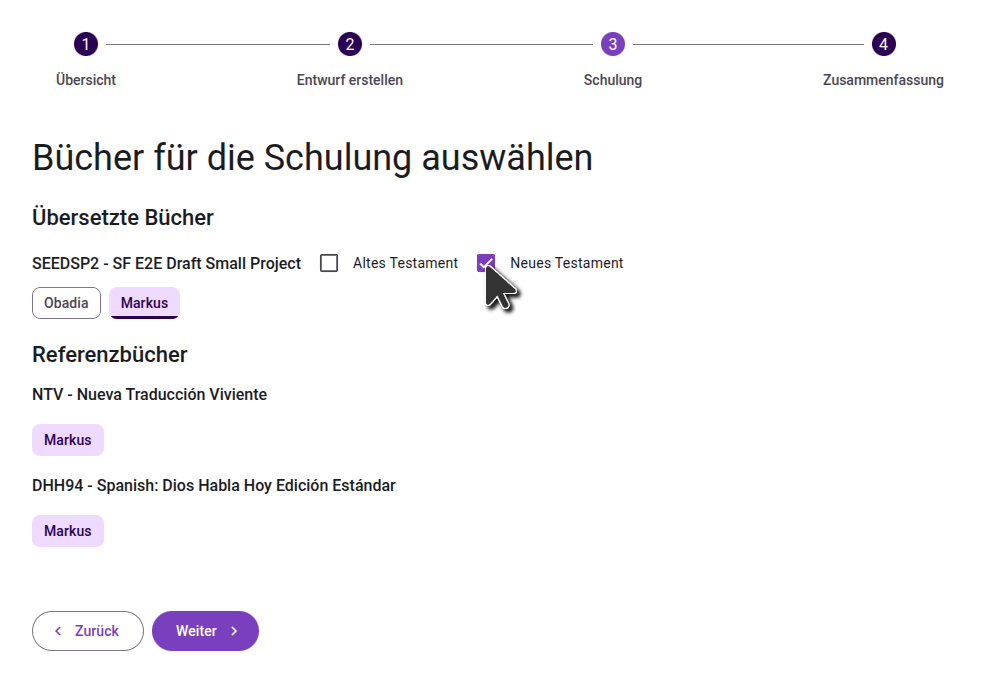 1 2 3 4
Übersicht Entwurf erstellen Schulung Zusammenfassung
Bücher für die Schulung auswählen
Übersetzte Bücher
SEEDSP2 - SF E2E Draft Small Project Altes Testament Neues Testament
Obadia Markus
Referenzbücher
NTV - Nueva Traducción Viviente
Markus
DHH94 - Spanish: Dios Habla Hoy Edición Estándar
Markus
Zurück Weiter